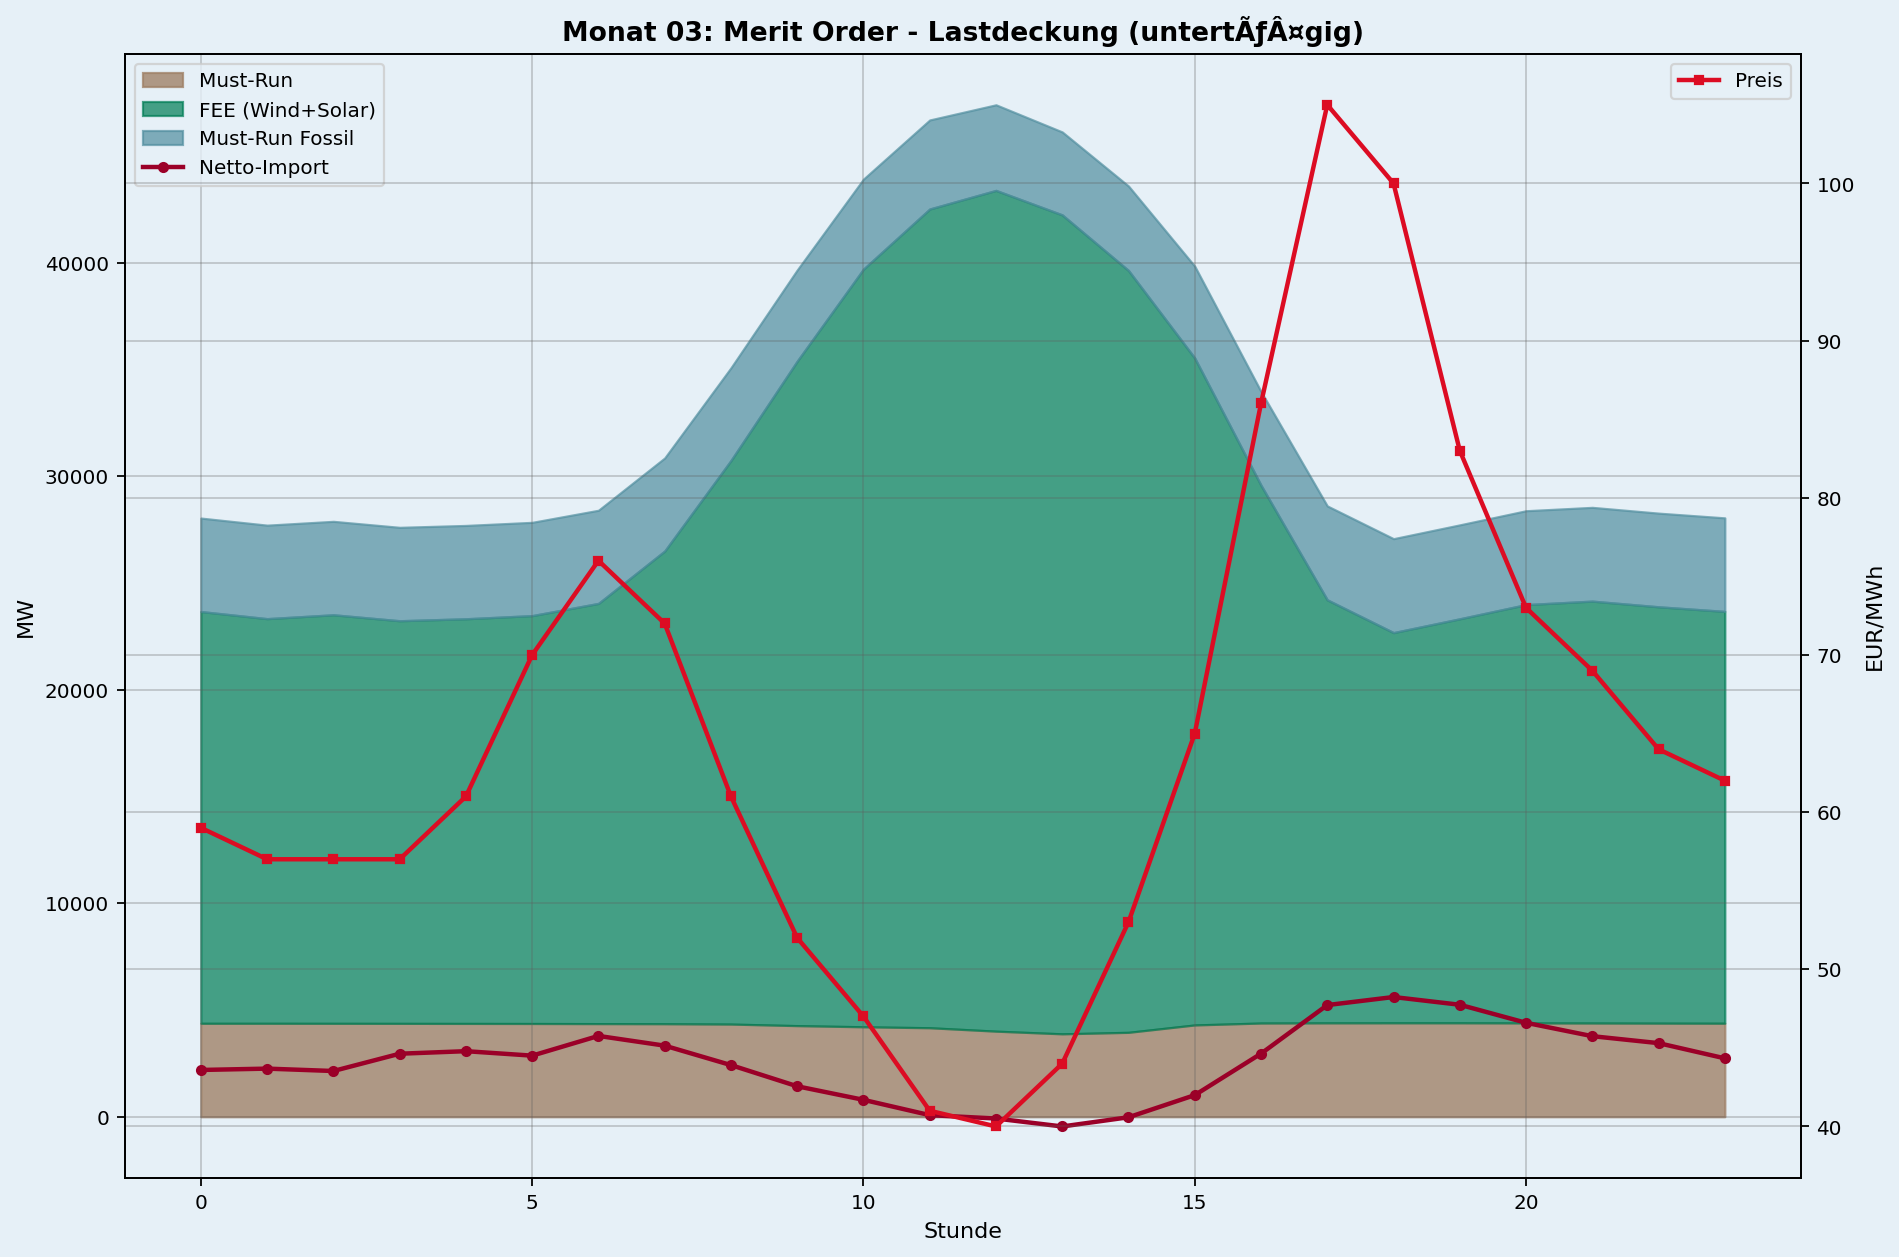 Monat 03: Merit Order - Lastdeckung (untertÃƒÂ¤gig)
Must-Run
FEE (Wind+Solar)
Must-Run Fossil
Netto-Import
Preis
MW
40000
30000
20000
10000
0
EUR/MWh
100
90
80
70
60
50
40
0 5 10 15 20
Stunde